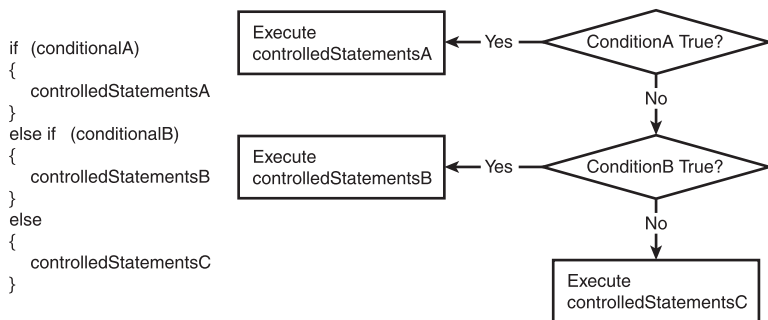 if (conditionalA)
{
controlledStatementsA
}
else if (conditionalB)
{
controlledStatementsB
}
else
{
controlledStatementsC
}
Execute
controlledStatementsA
Yes
ConditionA True?
No
Execute
controlledStatementsB
Yes
ConditionB True?
No
Execute
controlledStatementsC